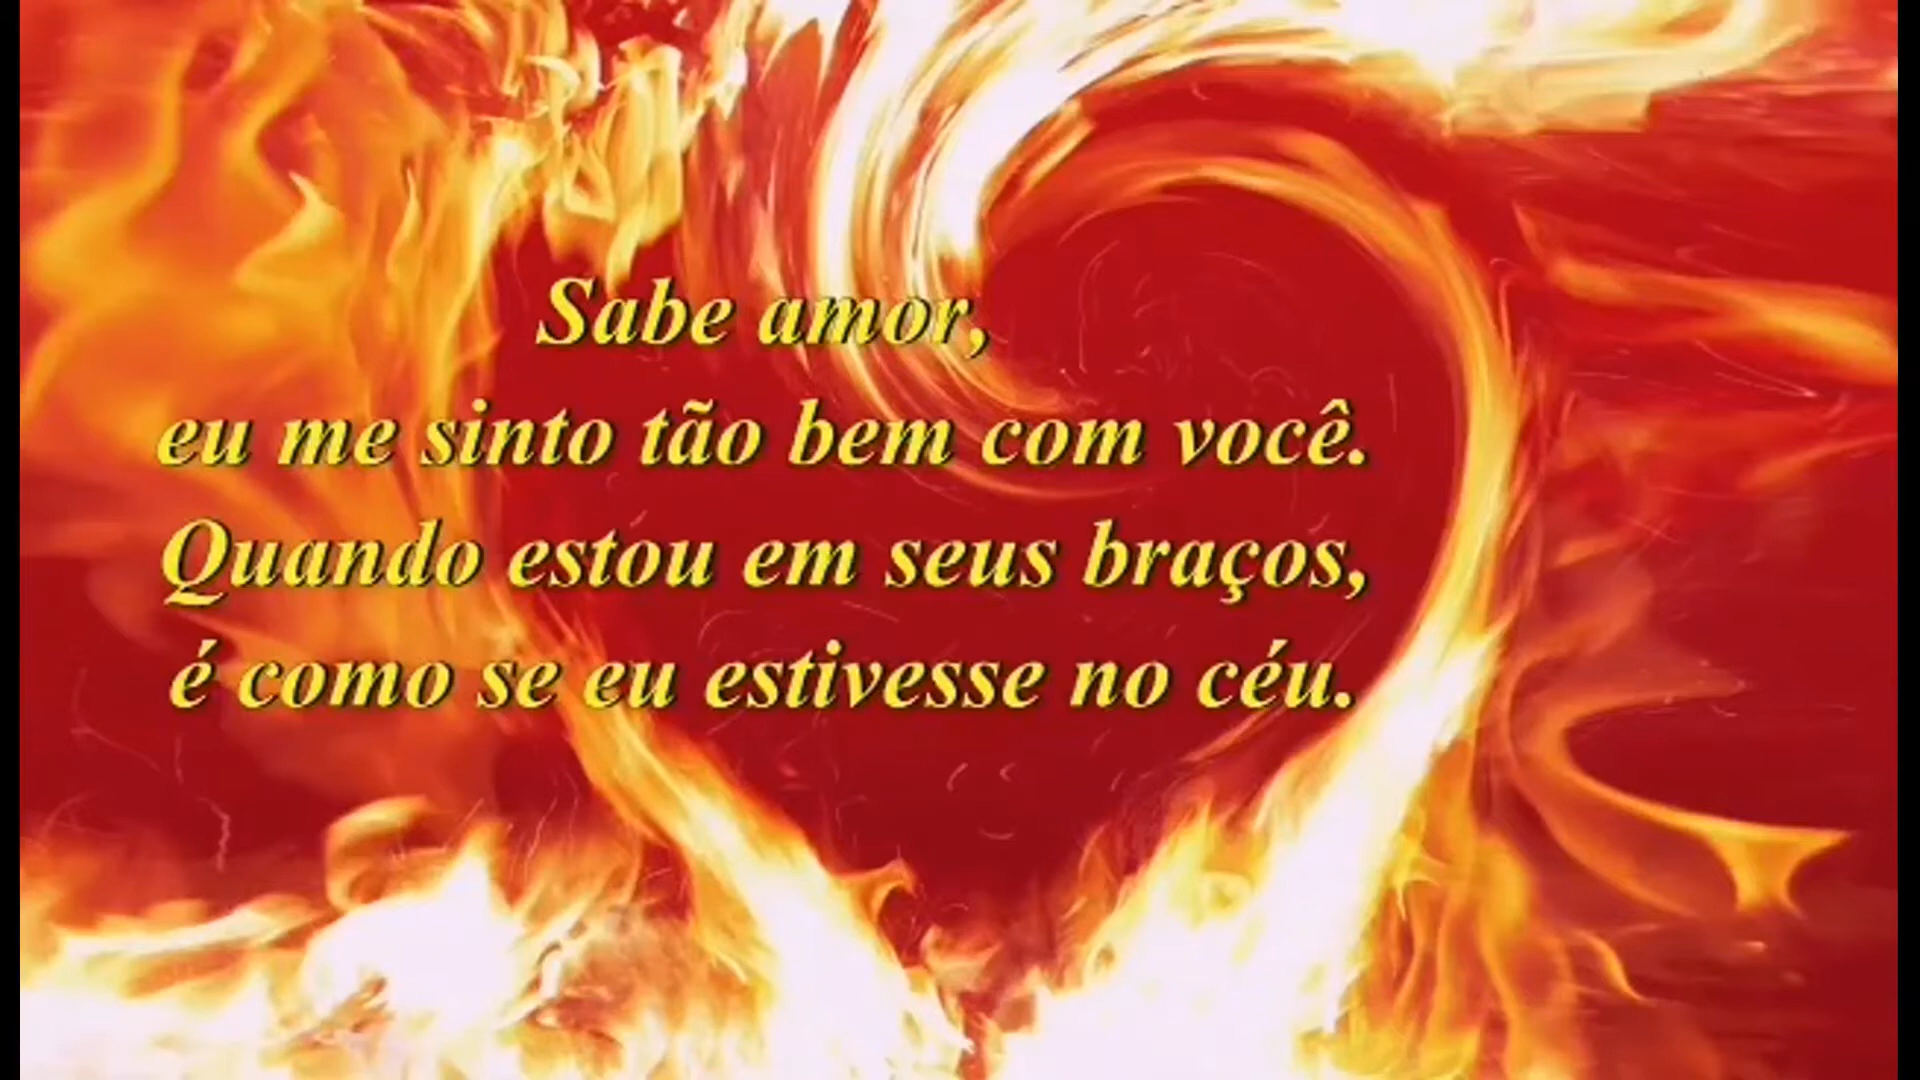 Sabe amor,
eu me sinto tão bem com você.
Quando estou em seus braços,
é como se eu estivesse no céu.